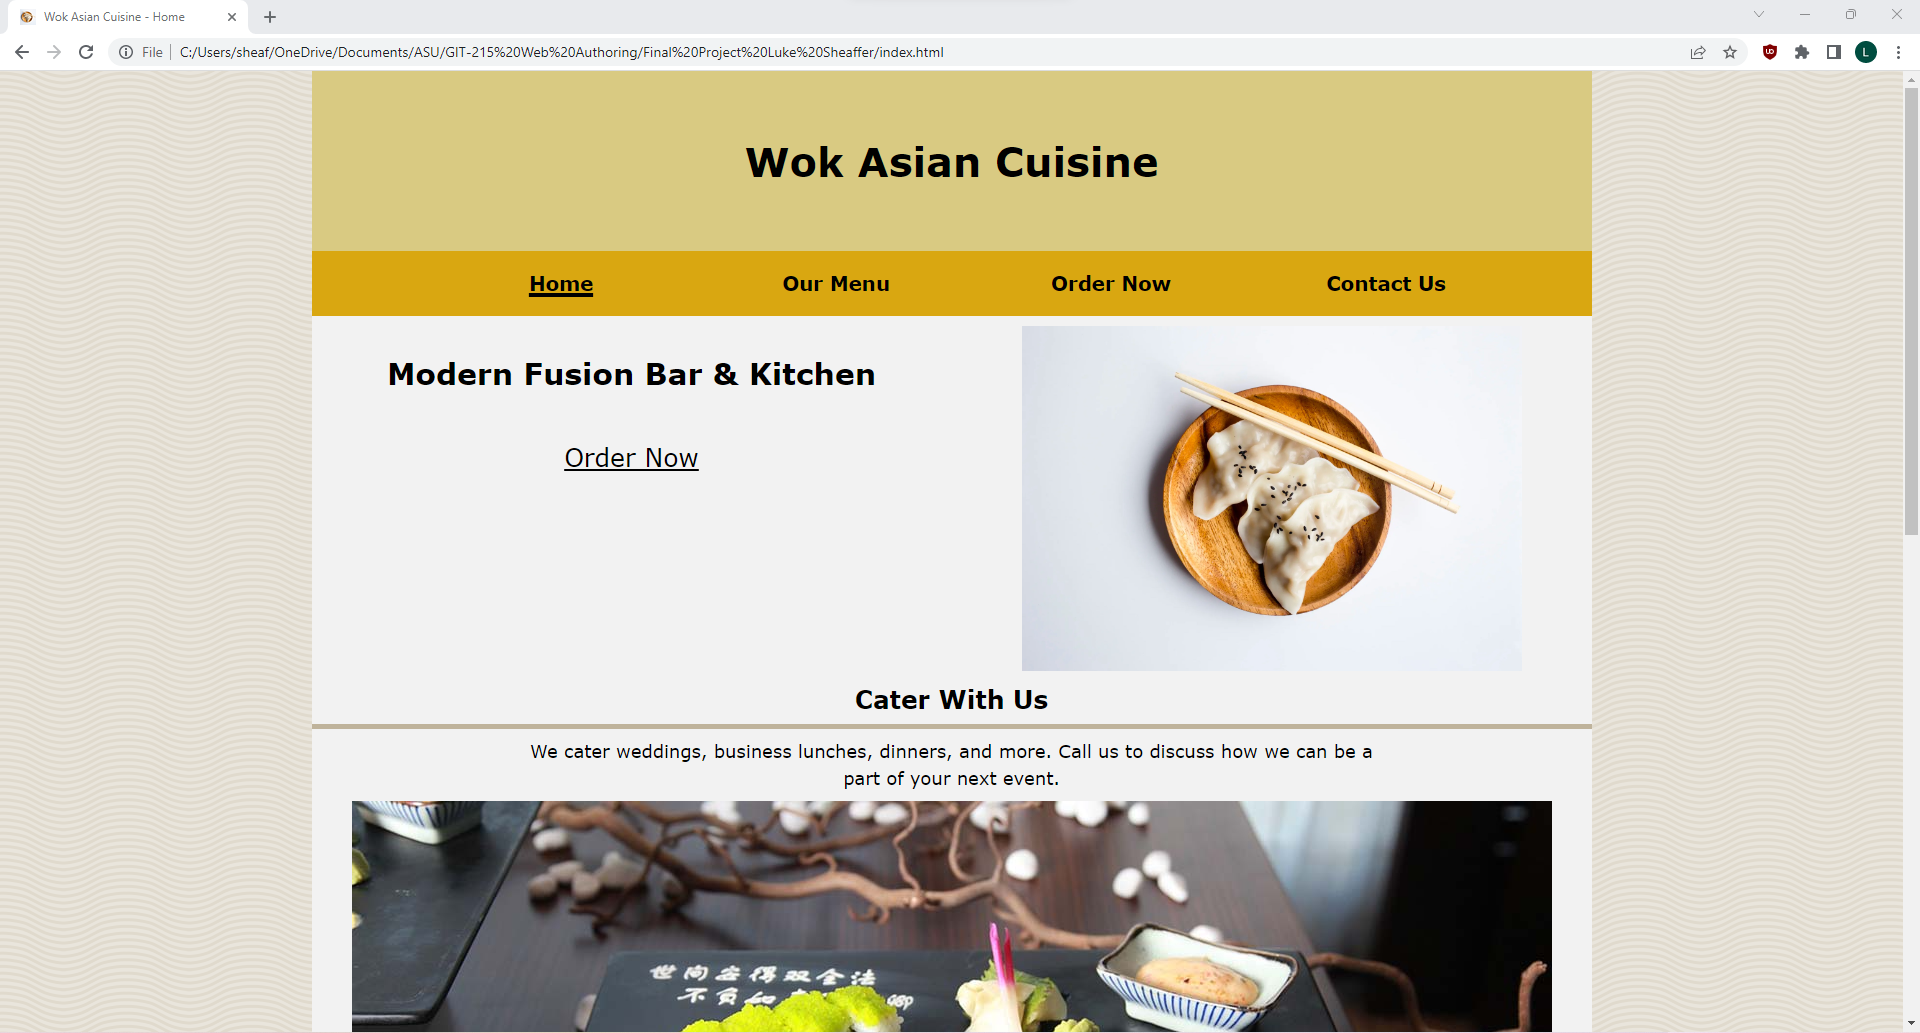 Wok Asian Cuisine - Home
File C:/Users/sheaf/OneDrive/Documents/ASU/GIT-215%20Web%20Authoring/Final%20Project%20Luke%20Sheaffer/index.html
L
Wok Asian Cuisine
Home Our Menu Order Now Contact Us
Modern Fusion Bar & Kitchen
Order Now
Cater With Us
We cater weddings, business lunches, dinners, and more. Call us to discuss how we can be a
part of your next event.
世间安得双全法
不负如